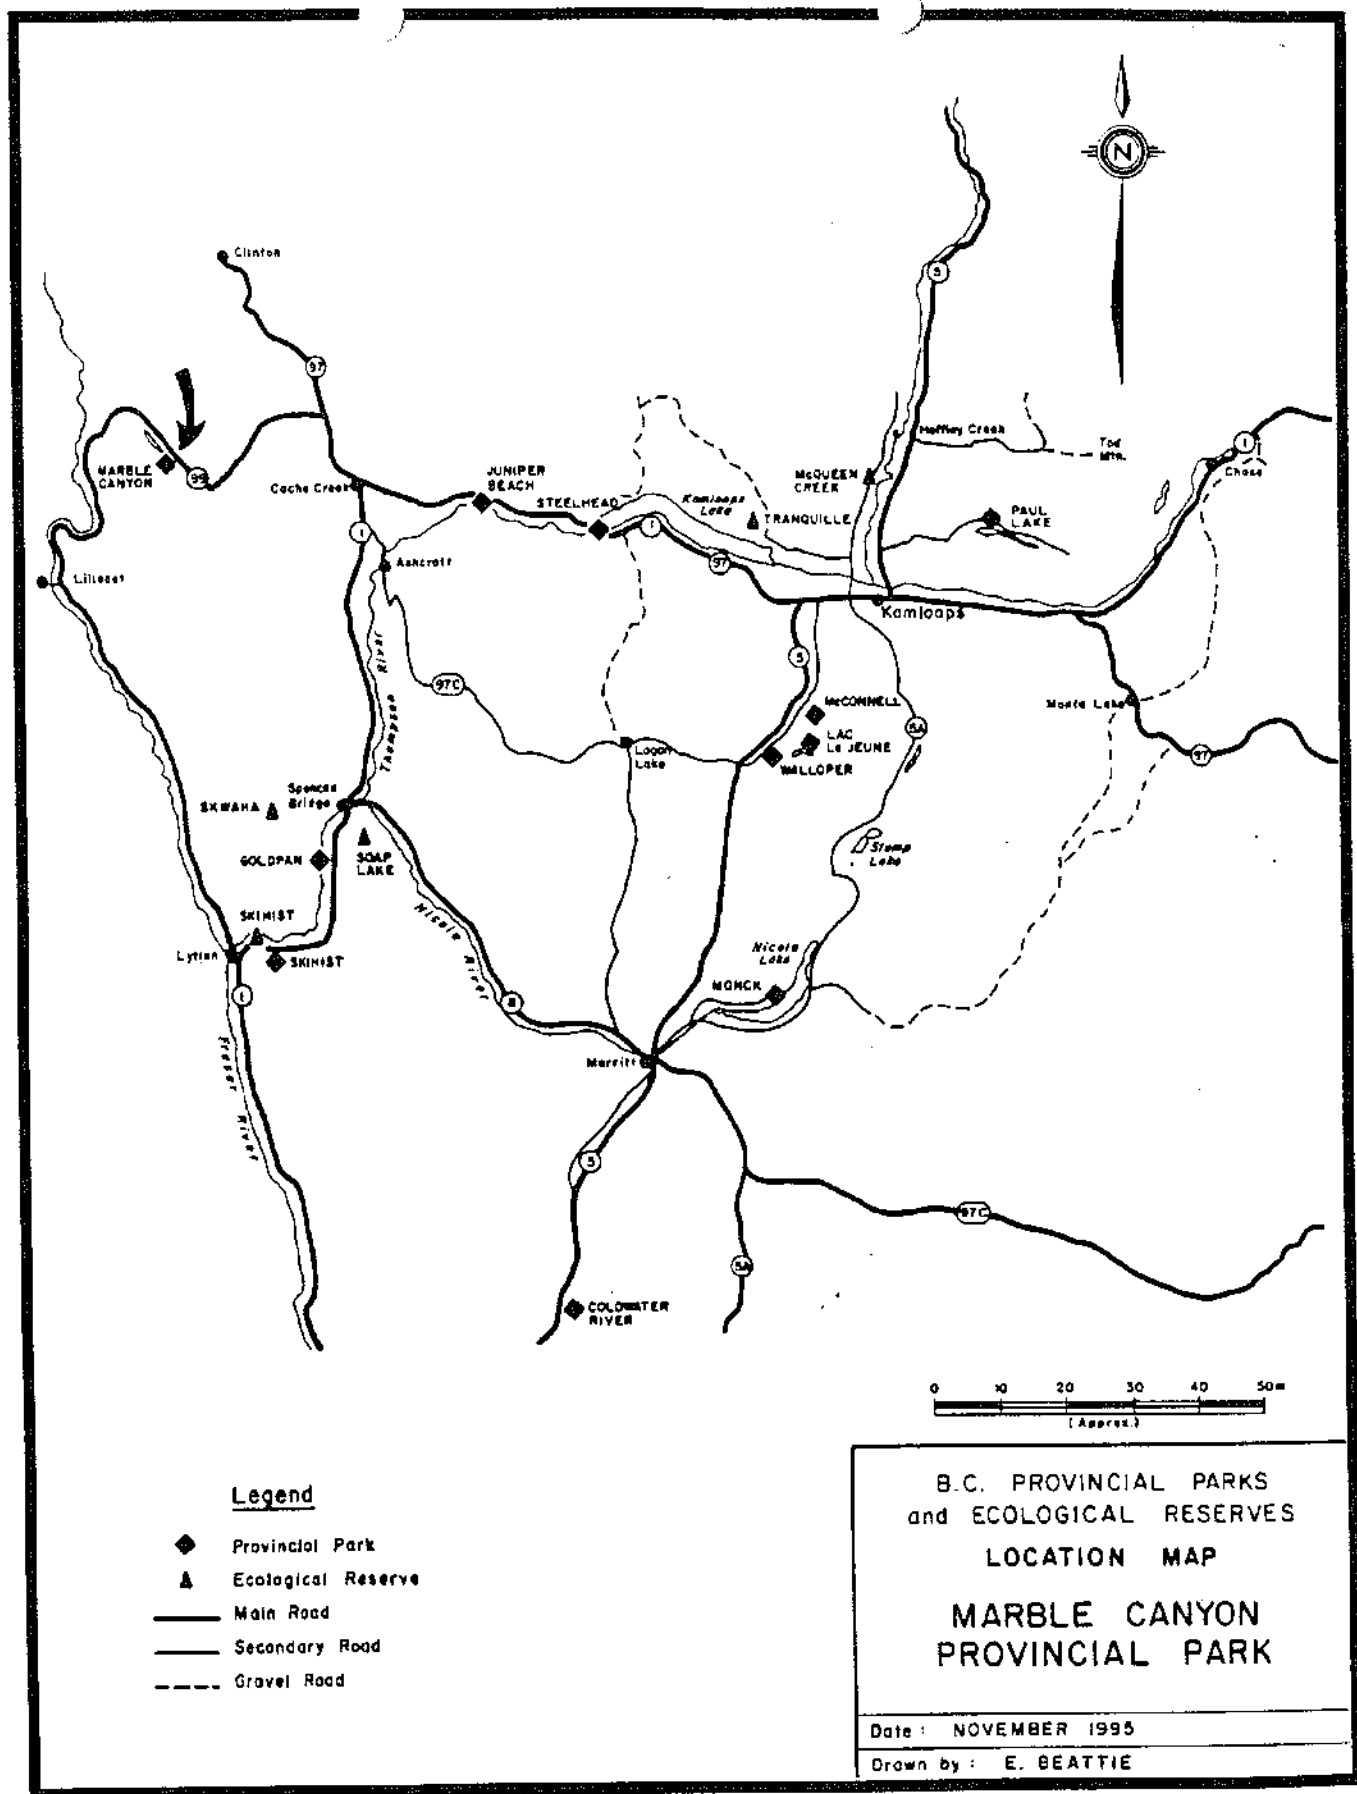 N
Clinton
5
97
Heffley Creek
Tod
Mtn.
1
Chase
MARBLE
CANYON
99
Cache Creek
JUNIPER
BEACH
STEELHEAD
Kamloops
Lake
McQUEEN
CREEK
TRANQUILLE
PAUL
LAKE
1
1
97
Ashcroft
Lillooet
Kamloops
Thompson River
5
97C
McCONNELL
Monte Lake
5A
LAC
Le JEUNE
WALLOPER
Logan
Lake
97
Spences
Bridge
SKWAHA
SOAP
LAKE
GOLDPAN
Stump
Lake
SKIHIST
Nicola River
Nicola
Lake
Lytton
SKIHIST
MONCK
1
8
Fraser River
Merritt
5
97C
5A
COLDWATER
RIVER
0 10 20 30 40 50m
(Approx.)
Legend
Provincial Park
Ecological Reserve
Main Road
Secondary Road
Gravel Road
B.C. PROVINCIAL PARKS
and ECOLOGICAL RESERVES
LOCATION MAP
MARBLE CANYON
PROVINCIAL PARK
Date : NOVEMBER 1995
Drawn by : E. BEATTIE